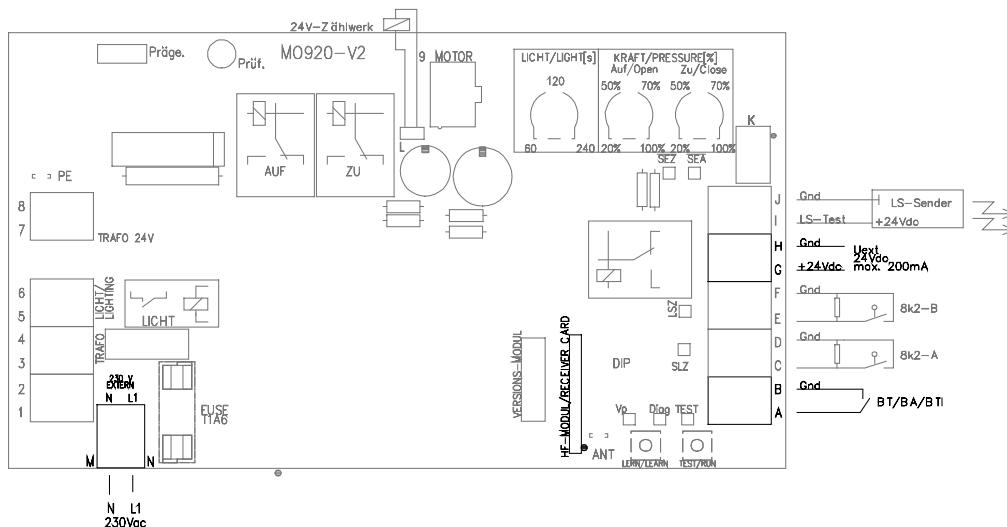 24V-Zählwerk
Präge.
Prüf.
MO920-V2
9 MOTOR
L
LICHT/LIGHT[s]
120
60 240
KRAFT/PRESSURE[%]
Auf/Open Zu/Close
50% 70% 50% 70%
20% 100% 20% 100%
SEZ SEA
K
AUF
ZU
PE
8
7
TRAFO 24V
6
5
LICHT/LIGHTING
LICHT
4
3
TRAFO
2
1
230 V
EXTERN
N L1
M N
N L1
230Vac
FUSE
T1A6
VERSIONS-MODUL
HF-MODUL/RECEIVER CARD
LSZ
DIP
SLZ
Vp Diag TEST
ANT
LERN/LEARN
TEST/RUN
J Gnd
I LS-Test
+24Vdc
LS-Sender
H Gnd
G +24Vdc
Uext
24Vdc
max. 200mA
F Gnd
E
8k2-B
D Gnd
C
8k2-A
B Gnd
A
BT/BA/BTI